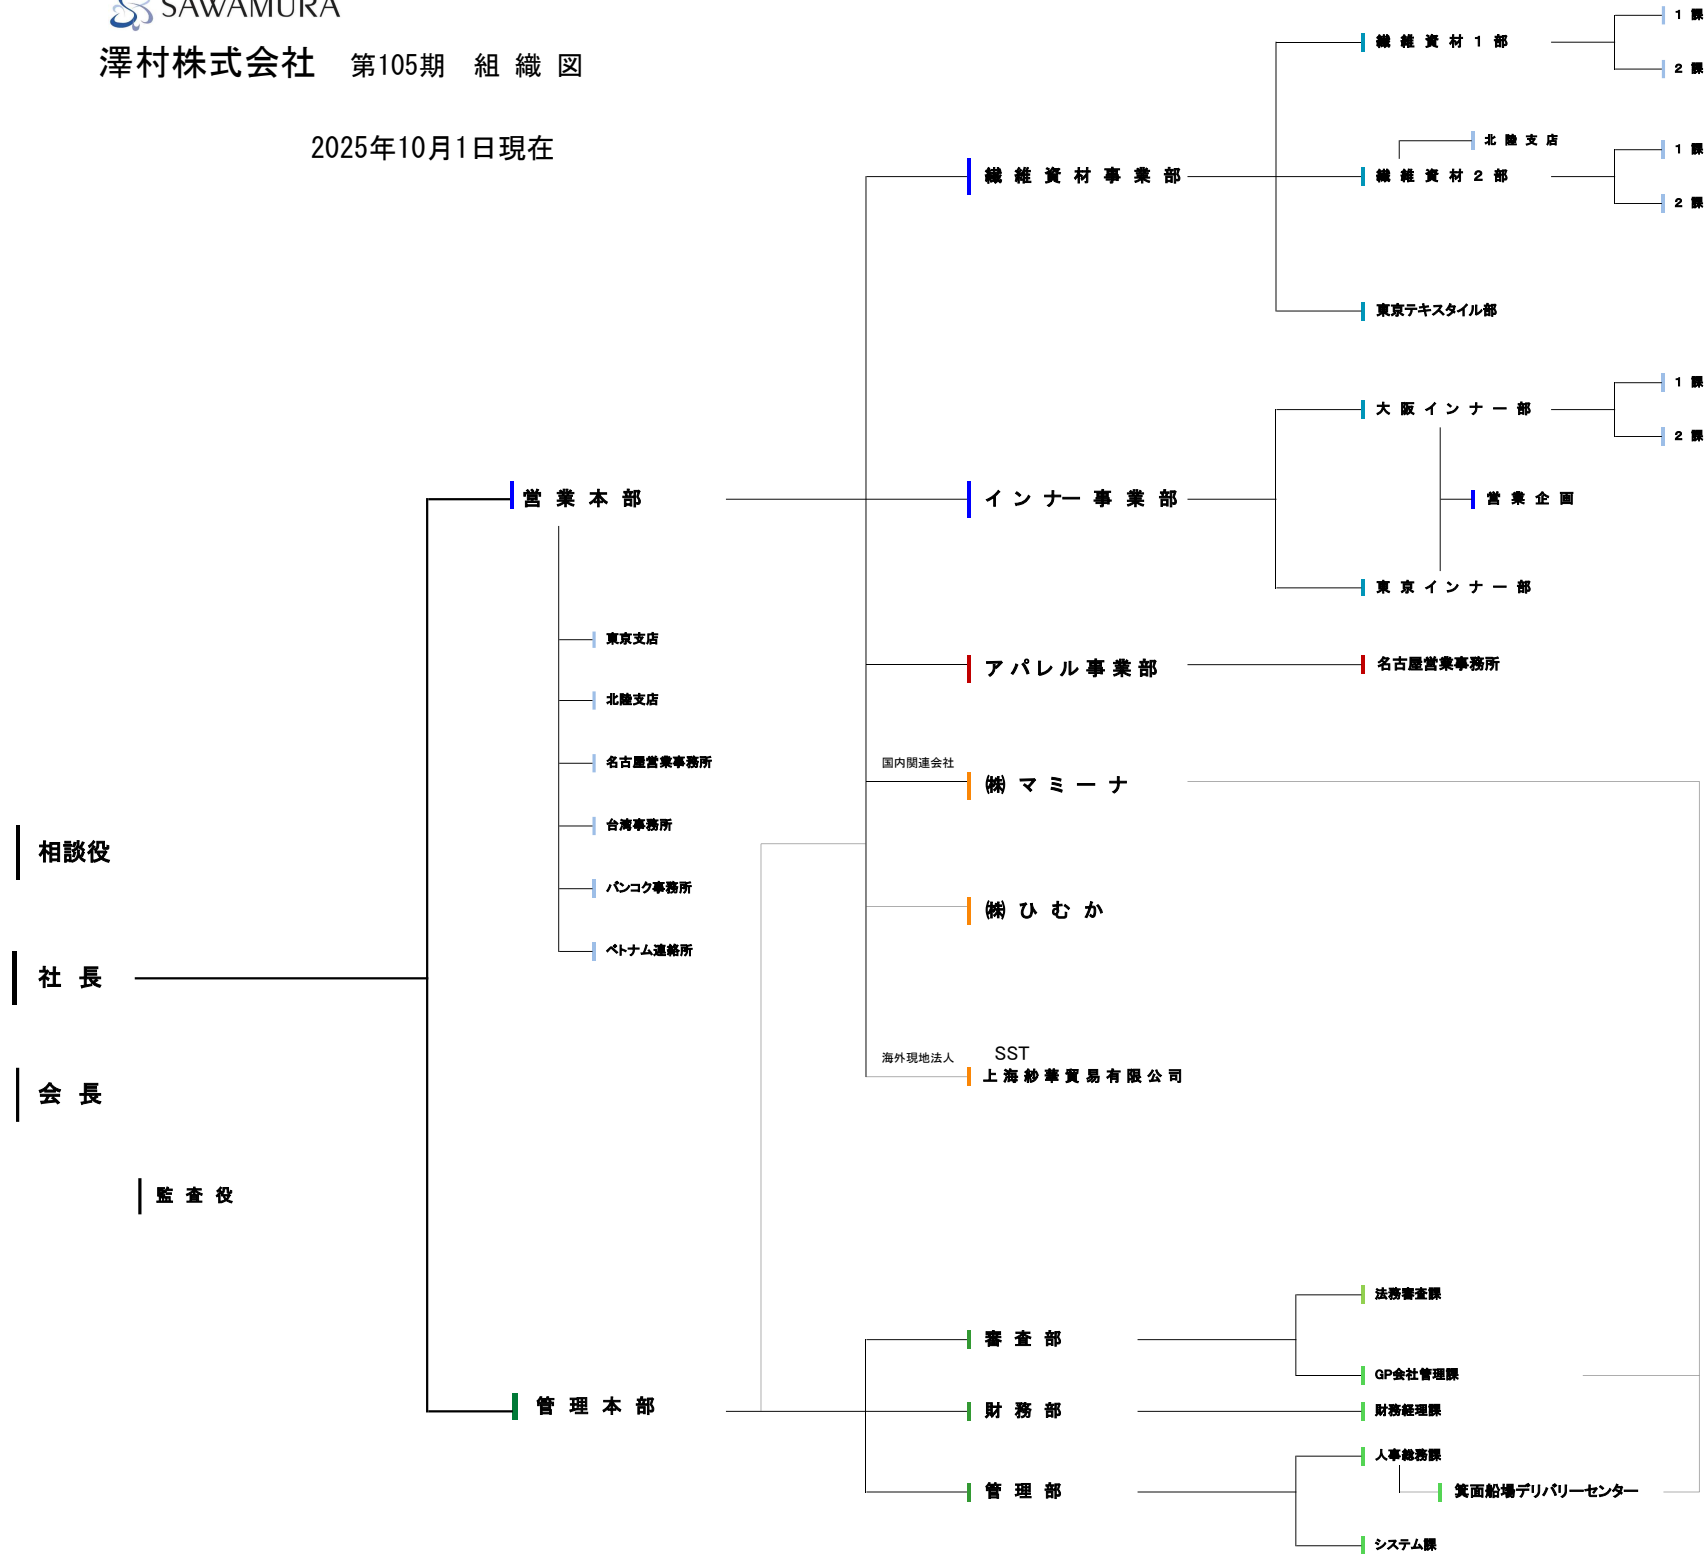 SAWAMURA
澤村株式会社 第105期 組織図
2025年10月1日現在
相談役
社長
会長
監査役
営業本部
東京支店
北陸支店
名古屋営業事務所
台湾事務所
バンコク事務所
ベトナム連絡所
繊維資材事業部
繊維資材1部
1課
2課
北陸支店
繊維資材2部
1課
2課
東京テキスタイル部
インナー事業部
大阪インナー部
1課
2課
営業企画
東京インナー部
アパレル事業部
名古屋営業事務所
国内関連会社
㈱マミーナ
㈱ひむか
海外現地法人
SST
上海紗華貿易有限公司
管理本部
審査部
法務審査課
GP会社管理課
財務部
財務経理課
管理部
人事総務課
箕面船場デリバリーセンター
システム課